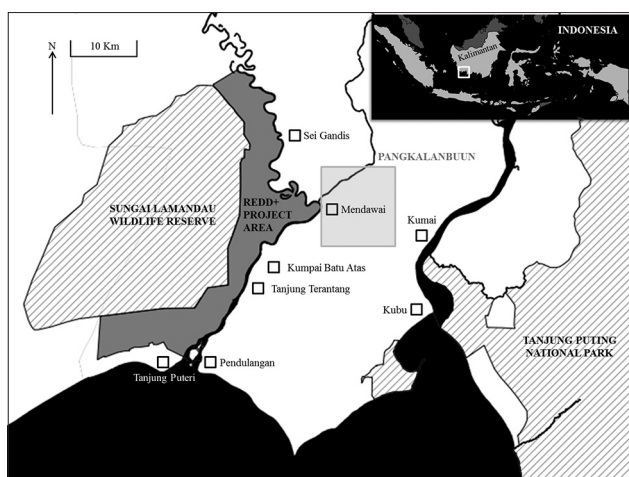 N
10 Km
INDONESIA
Kalimantan
Sei Gandis
PANGKALANBUUN
SUNGAI LAMANDAU
WILDLIFE RESERVE
REDD+
PROJECT
AREA
Mendawai
Kumai
Kumpai Batu Atas
Tanjung Terantang
Kubu
TANJUNG PUTING
NATIONAL PARK
Tanjung Puteri
Pendulangan